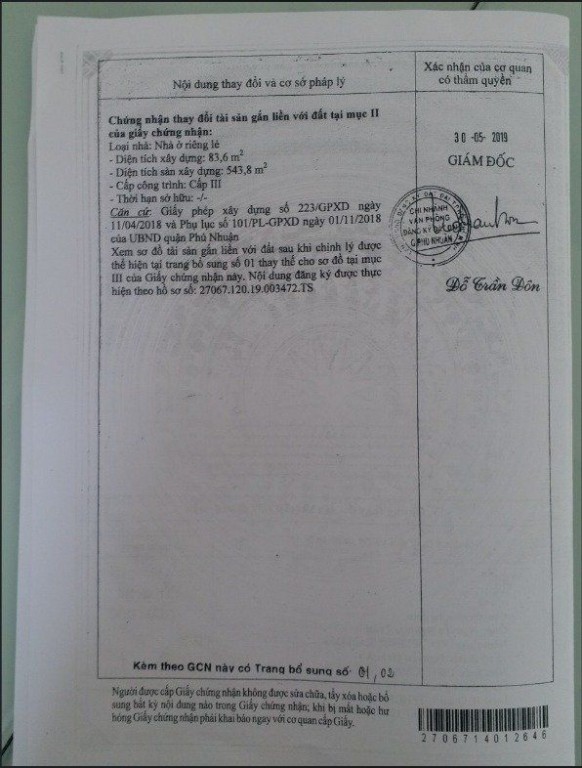 Nội dung thay đổi và cơ sở pháp lý
Xác nhận của cơ quan
có thẩm quyền
Chứng nhận thay đổi tài sản gắn liền với đất tại mục II
của giấy chứng nhận:
Loại nhà: Nhà ở riêng lẻ
- Diện tích xây dựng: 83,6 m²
- Diện tích sàn xây dựng: 543,8 m²
- Cấp công trình: Cấp III
- Thời hạn sở hữu: -/-
Căn cứ: Giấy phép xây dựng số 223/GPXD ngày
11/04/2018 và Phụ lục số 101/PL-GPXD ngày 01/11/2018
của UBND quận Phú Nhuận
Xem sơ đồ tài sản gắn liền với đất sau khi chỉnh lý được
thể hiện tại trang bổ sung số 01 thay thế cho sơ đồ tại mục
III của Giấy chứng nhận này. Nội dung đăng ký được thực
hiện theo hồ sơ số: 27067.120.19.003472.TS
30-05-2019
GIÁM ĐỐC
CHI NHÁNH
VĂN PHÒNG
ĐĂNG KÝ
Q.PHÚ NHUẬN
Đỗ Trần Đôn
Kèm theo GCN này có Trang bổ sung số: 01, 02
Người được cấp Giấy chứng nhận không được sửa chữa, tẩy xóa hoặc bổ
sung bất kỳ nội dung nào trong Giấy chứng nhận; khi bị mất hoặc hư
hỏng Giấy chứng nhận phải khai báo ngay với cơ quan cấp Giấy.
2706714012646